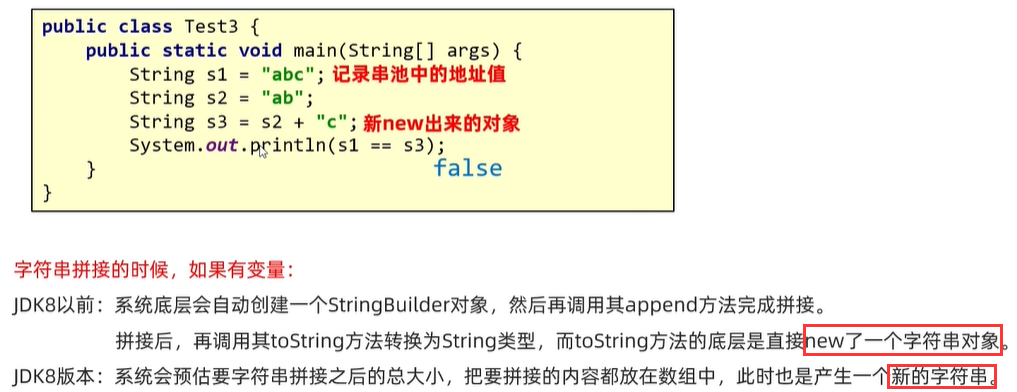 public class Test3 {
public static void main(String[] args) {
String s1 = "abc"; 记录串池中的地址值
String s2 = "ab";
String s3 = s2 + "c"; 新new出来的对象
System.out.println(s1 == s3);
} false
}
字符串拼接的时候，如果有变量：
JDK8以前：系统底层会自动创建一个StringBuilder对象，然后再调用其append方法完成拼接。
拼接后，再调用其toString方法转换为String类型，而toString方法的底层是直接new了一个字符串对象。
JDK8版本：系统会预估要字符串拼接之后的总大小，把要拼接的内容都放在数组中，此时也是产生一个新的字符串。